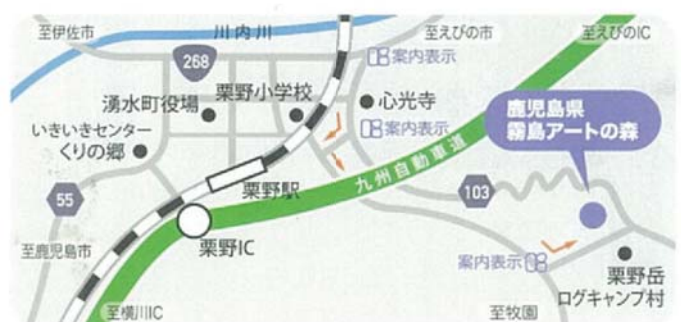 至伊佐市
川内川
至えびの市
至えびのIC
268
案内表示
湧水町役場
栗野小学校
心光寺
鹿児島県
霧島アートの森
いきいきセンター
くりの郷
案内表示
九州自動車道
栗野駅
103
55
栗野IC
至鹿児島市
案内表示
栗野岳
ログキャンプ村
至横川IC
至牧園